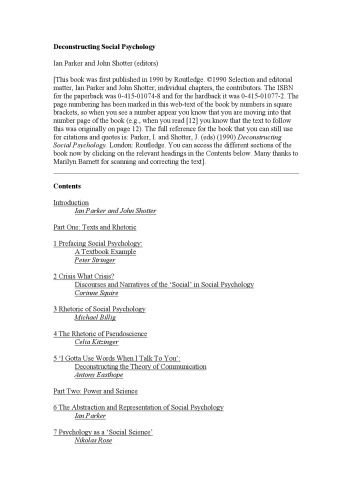 Deconstructing Social Psychology
Ian Parker and John Shotter (editors)
[This book was first published in 1990 by Routledge. ©1990 Selection and editorial
matter, Ian Parker and John Shotter, individual chapters, the contributors. The ISBN
for the paperback was 0-415-01074-8 and for the hardback it was 0-415-01077-2. The
page numbering has been marked in this web-text of the book by numbers in square
brackets, so when you see a number appear you know that you are moving into that
number page of the book (e.g., when you read [12] you know that the text to follow
this was originally on page 12). The full reference for the book that you can still use
for citations and quotes is: Parker, I. and Shotter, J. (eds) (1990) Deconstructing
Social Psychology. London: Routledge. You can access the different sections of the
book now by clicking on the relevant headings in the Contents below. Many thanks to
Marilyn Barnett for scanning and correcting the text].
Contents
Introduction
Ian Parker and John Shotter
Part One: Texts and Rhetoric
1 Prefacing Social Psychology:
A Textbook Example
Peter Stringer
2 Crisis What Crisis?
Discourses and Narratives of the ‘Social’ in Social Psychology
Corinne Squire
3 Rhetoric of Social Psychology
Michael Billig
4 The Rhetoric of Pseudoscience
Celia Kitzinger
5 ‘I Gotta Use Words When I Talk To You’:
Deconstructing the Theory of Communication
Antony Easthope
Part Two: Power and Science
6 The Abstraction and Representation of Social Psychology
Ian Parker
7 Psychology as a ‘Social Science’
Nikolas Rose